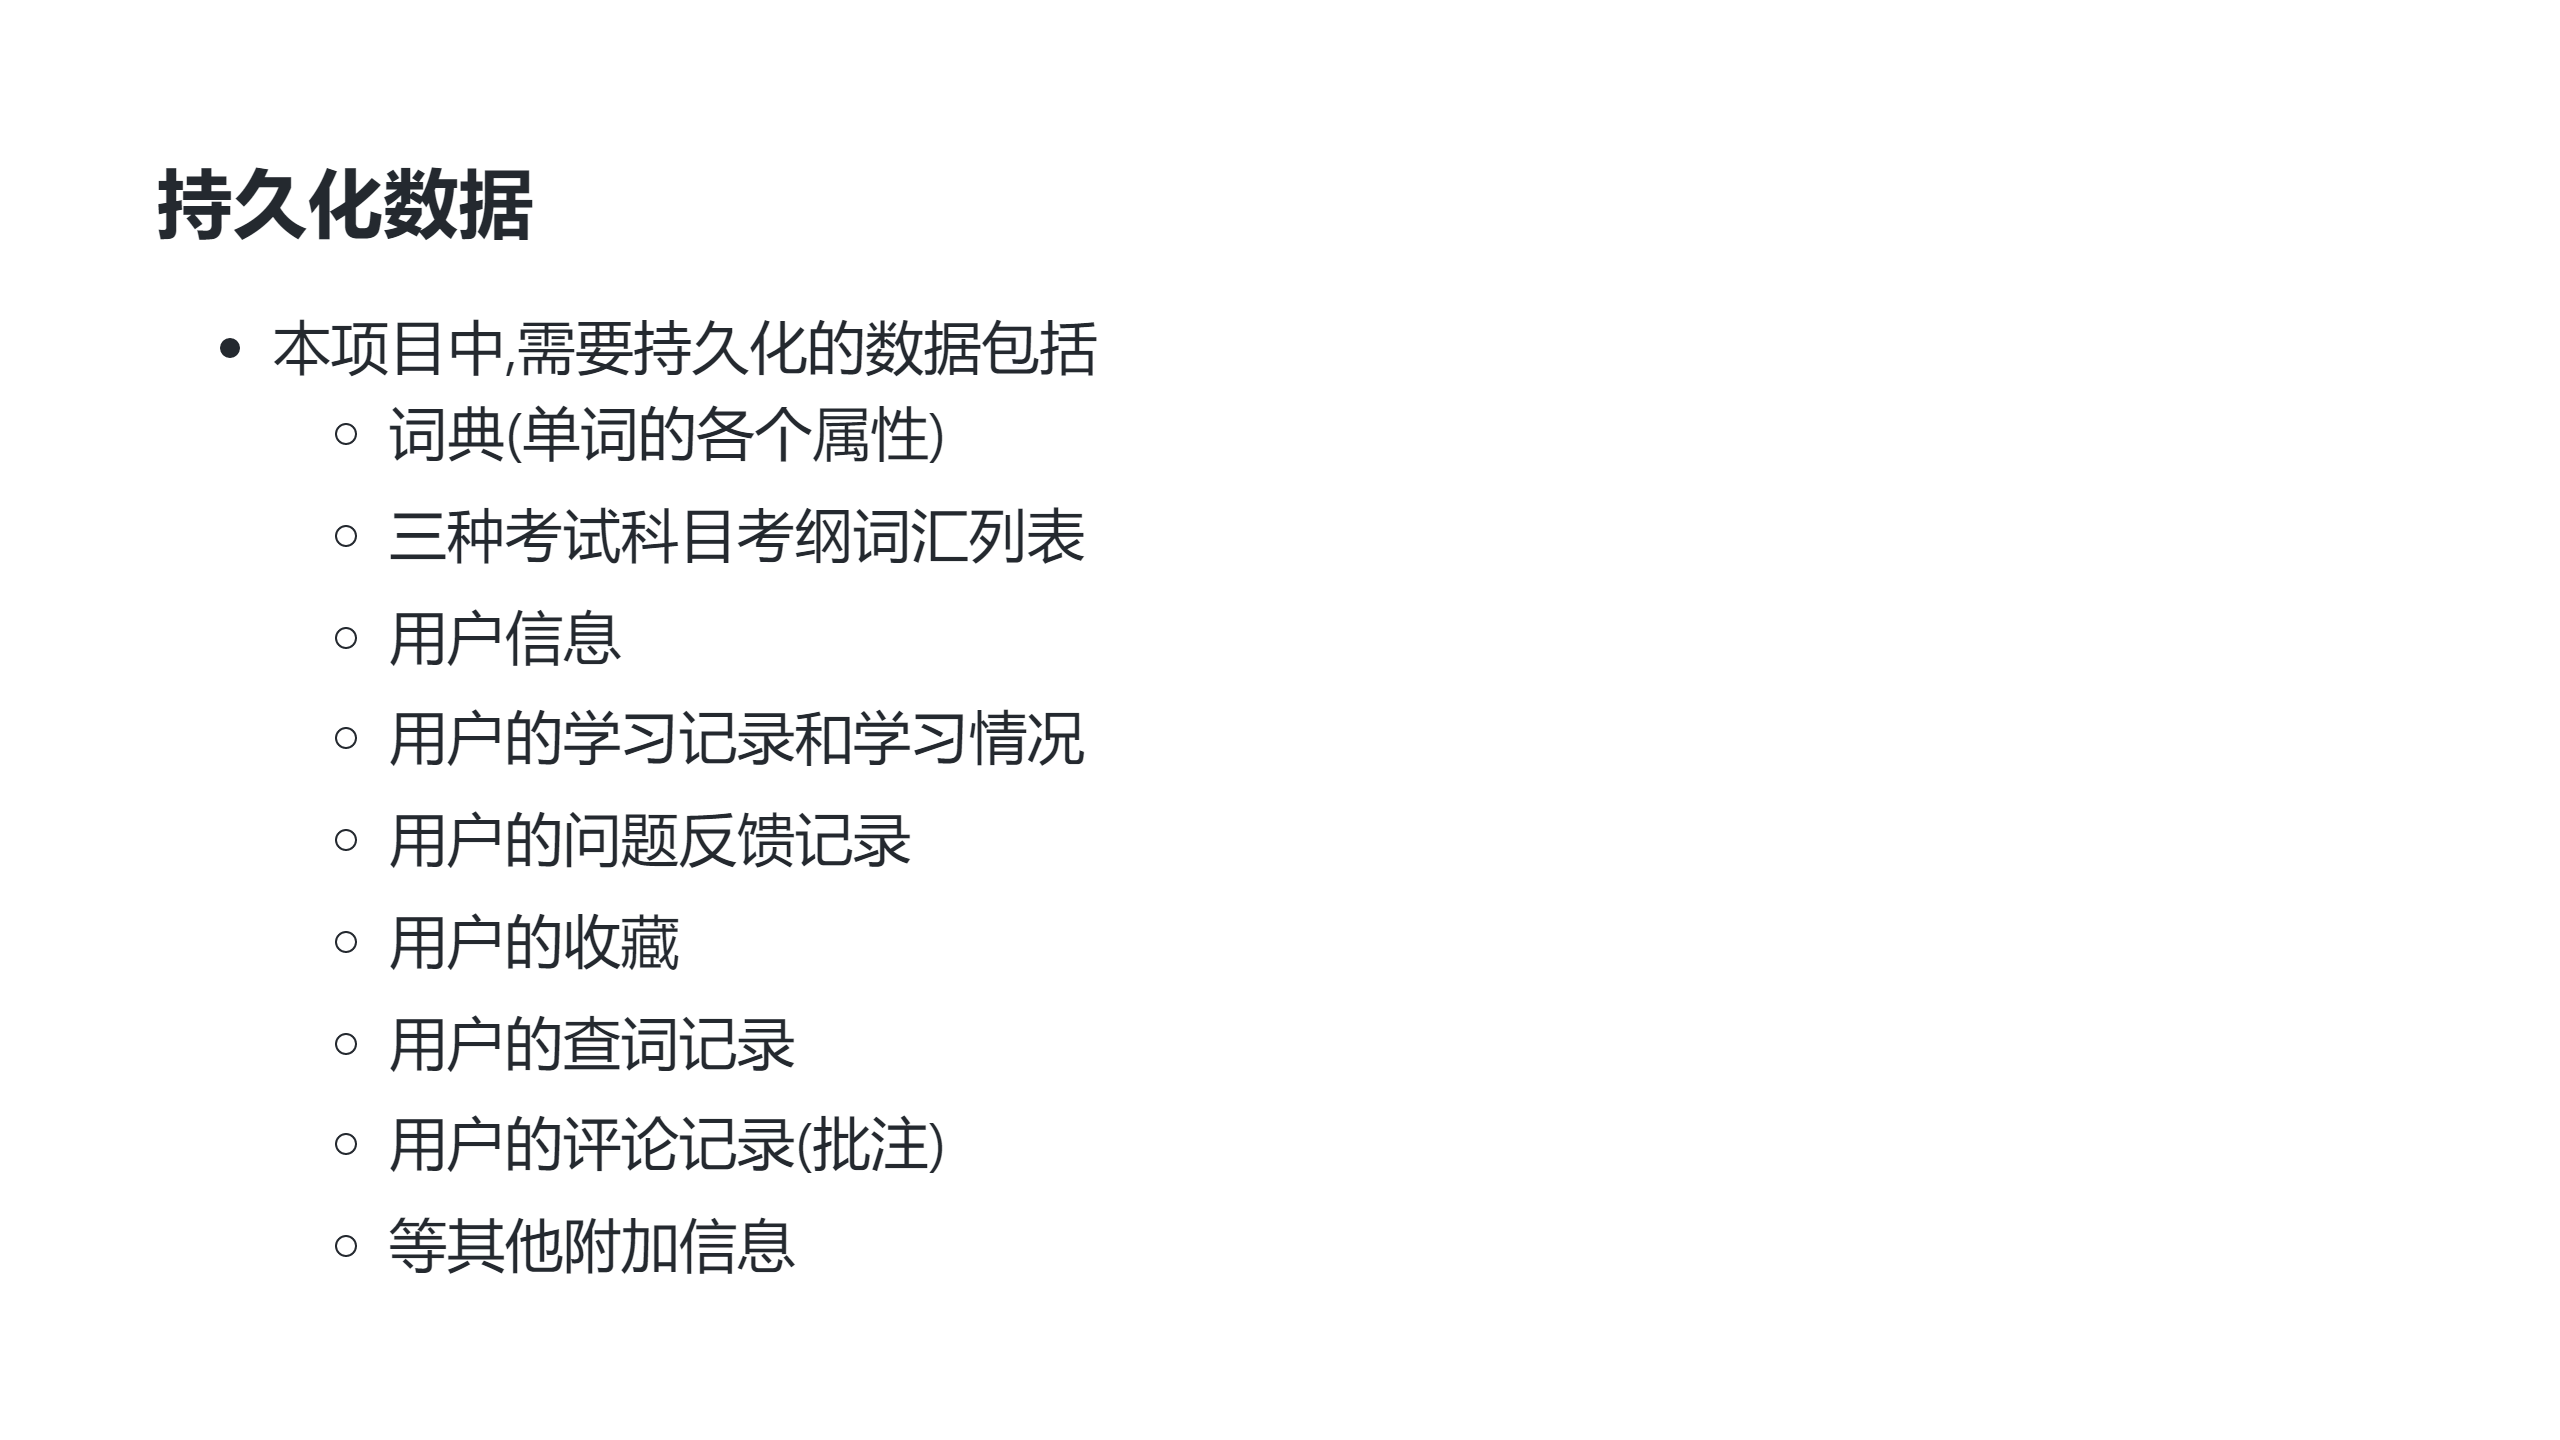 持久化数据
本项目中,需要持久化的数据包括
词典(单词的各个属性)
三种考试科目考纲词汇列表
用户信息
用户的学习记录和学习情况
用户的问题反馈记录
用户的收藏
用户的查词记录
用户的评论记录(批注)
等其他附加信息